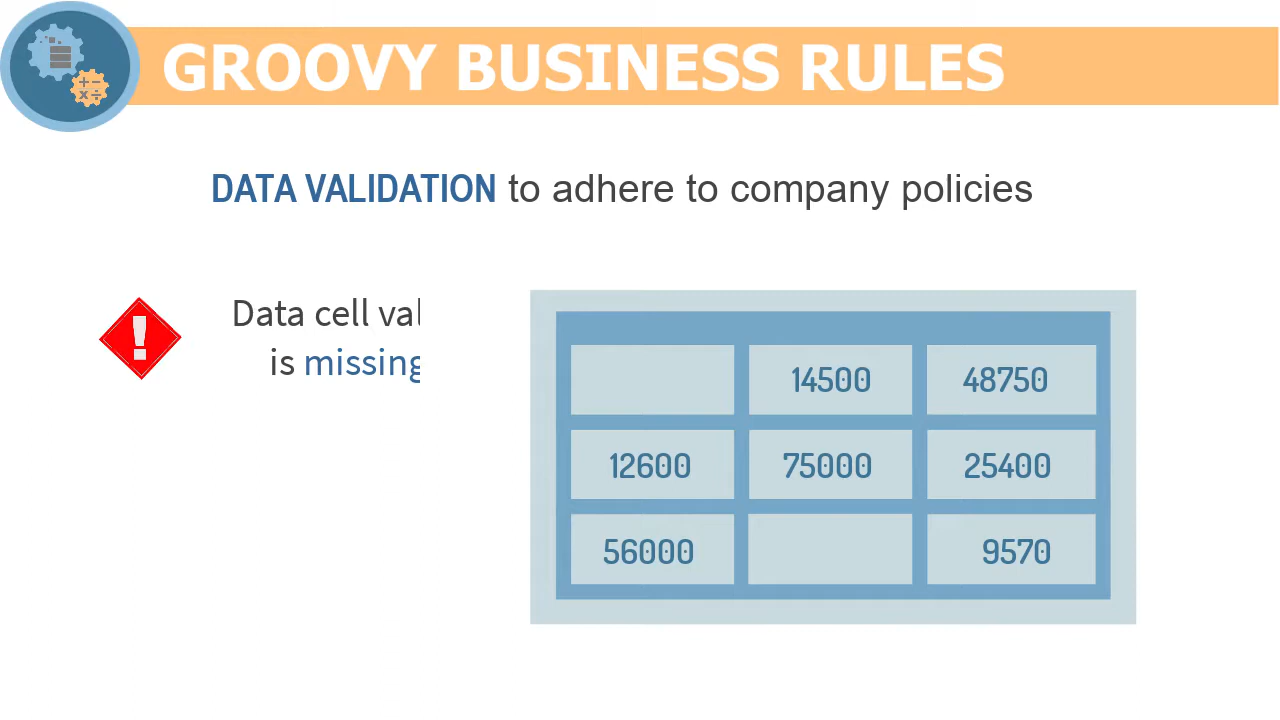 GROOVY BUSINESS RULES
DATA VALIDATION to adhere to company policies
Data cell val
is missing
14500 48750
12600 75000 25400
56000 9570